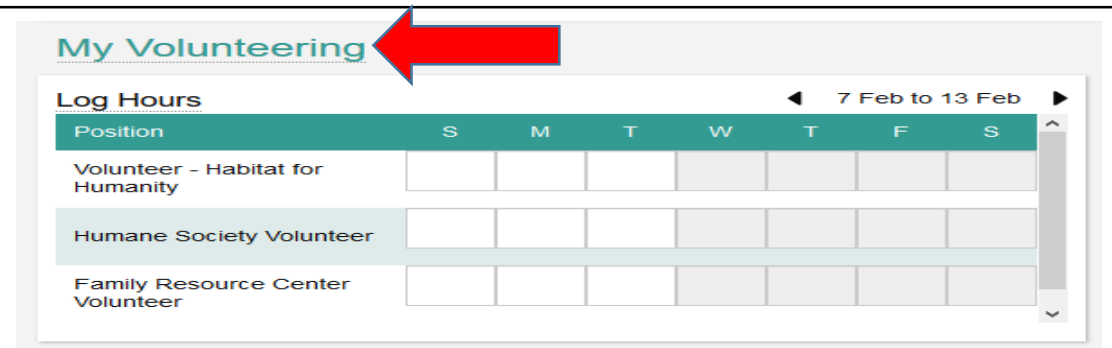 My Volunteering
Log Hours
7 Feb to 13 Feb
Position S M T W T F S
Volunteer - Habitat for
Humanity
Humane Society Volunteer
Family Resource Center
Volunteer